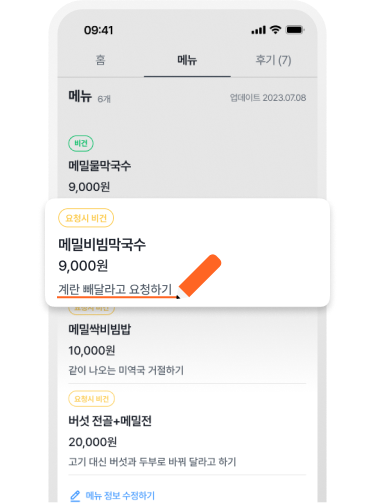 09:41
홈 메뉴 후기 (7)
메뉴 6개 업데이트 2023.07.08
비건
메밀물막국수
9,000원
요청시 비건
메밀비빔막국수
9,000원
계란 빼달라고 요청하기
요청시 비건
메밀싹비빔밥
10,000원
같이 나오는 미역국 거절하기
요청시 비건
버섯 전골+메밀전
20,000원
고기 대신 버섯과 두부로 바꿔 달라고 하기
메뉴 정보 수정하기